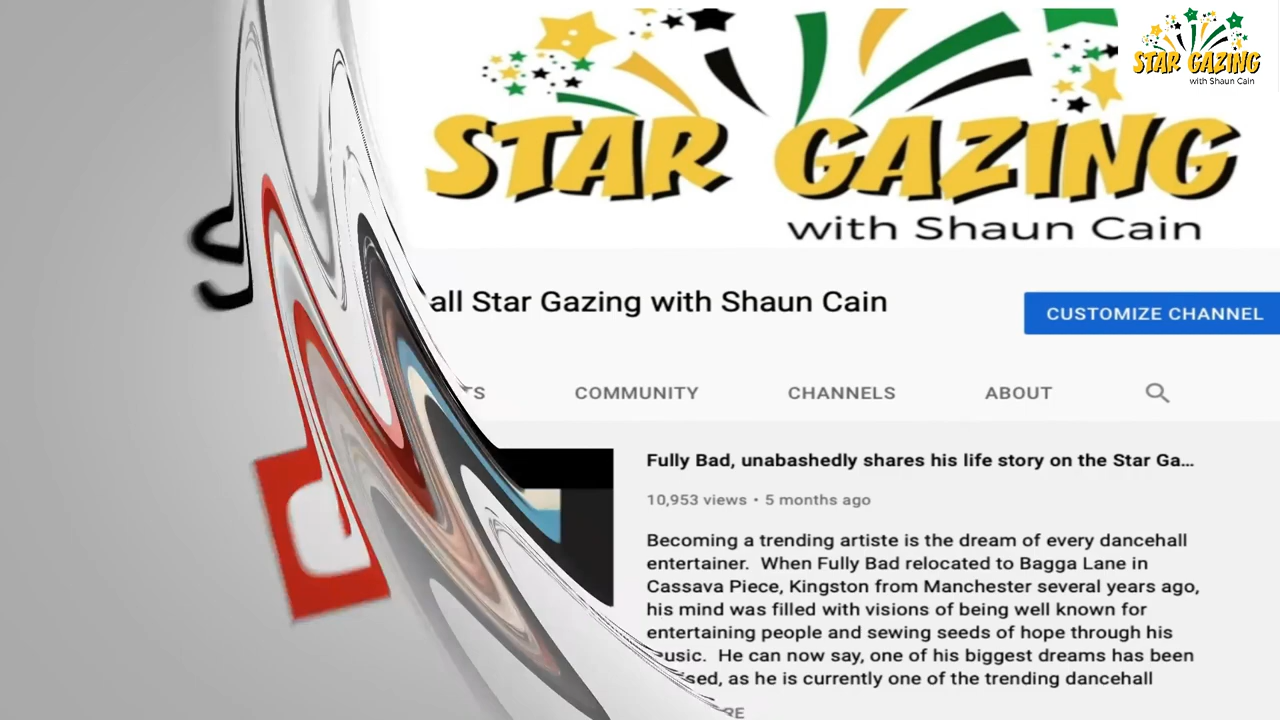 STAR GAZING
with Shaun Cain
STAR GAZING
with Shaun Cain
all Star Gazing with Shaun Cain
CUSTOMIZE CHANNEL
COMMUNITY
CHANNELS
ABOUT
Fully Bad, unabashedly shares his life story on the Star Ga...
10,953 views • 5 months ago
Becoming a trending artiste is the dream of every dancehall
entertainer. When Fully Bad relocated to Bagga Lane in
Cassava Piece, Kingston from Manchester several years ago,
his mind was filled with visions of being well known for
entertaining people and sewing seeds of hope through his
music. He can now say, one of his biggest dreams has been
as he is currently one of the trending dancehall